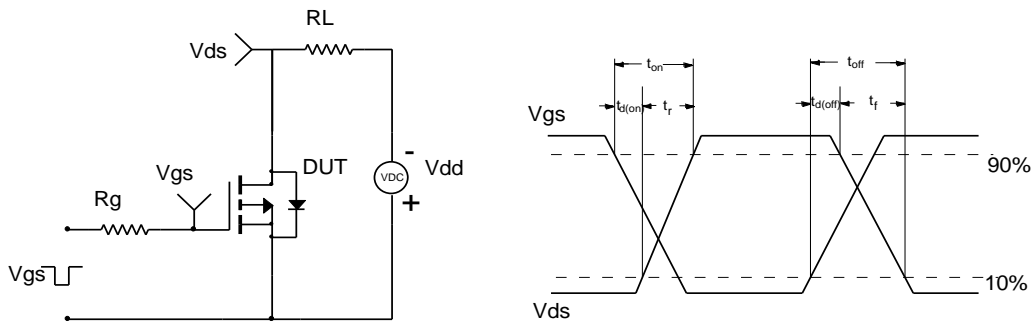 RL
Vds
Vgs
DUT
-
VDC
Vdd
+
Rg
Vgs
ton
toff
td(on)
tr
td(off)
tf
Vgs
90%
10%
Vds